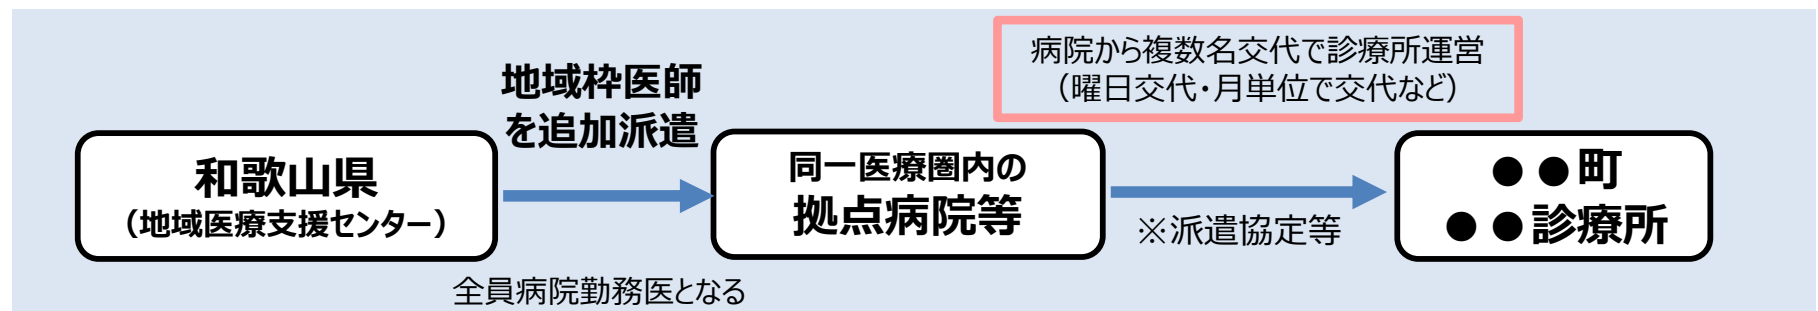 病院から複数名交代で診療所運営
（曜日交代・月単位で交代など）
地域枠医師
を追加派遣
和歌山県
（地域医療支援センター）
同一医療圏内の
拠点病院等
※派遣協定等
●●町
●●診療所
全員病院勤務医となる